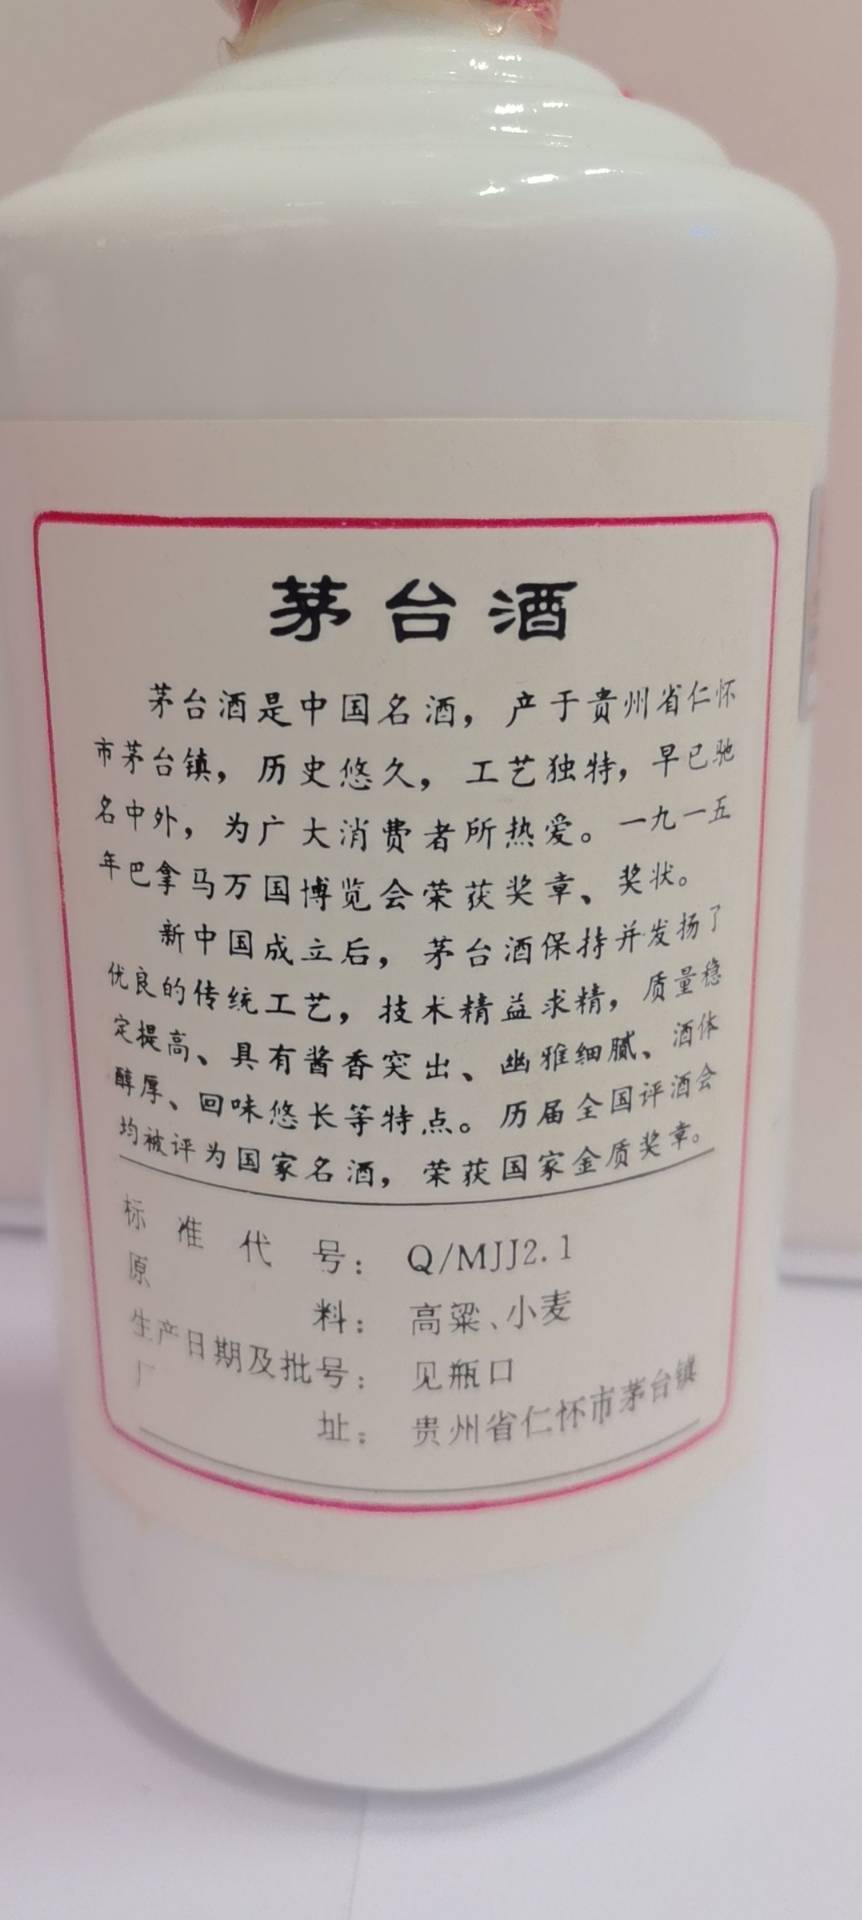 茅台酒
茅台酒是中国名酒，产于贵州省仁怀
市茅台镇，历史悠久，工艺独特，早已驰
名中外，为广大消费者所热爱。一九一五
年巴拿马万国博览会荣获奖章、奖状。
新中国成立后，茅台酒保持并发扬了
优良的传统工艺，技术精益求精，质量稳
定提高、具有酱香突出、幽雅细腻、酒体
醇厚、回味悠长等特点。历届全国评酒会
均被评为国家名酒，荣获国家金质奖章。
标准代号：Q/MJJ2.1
原料：高粱、小麦
生产日期及批号：见瓶口
厂址：贵州省仁怀市茅台镇